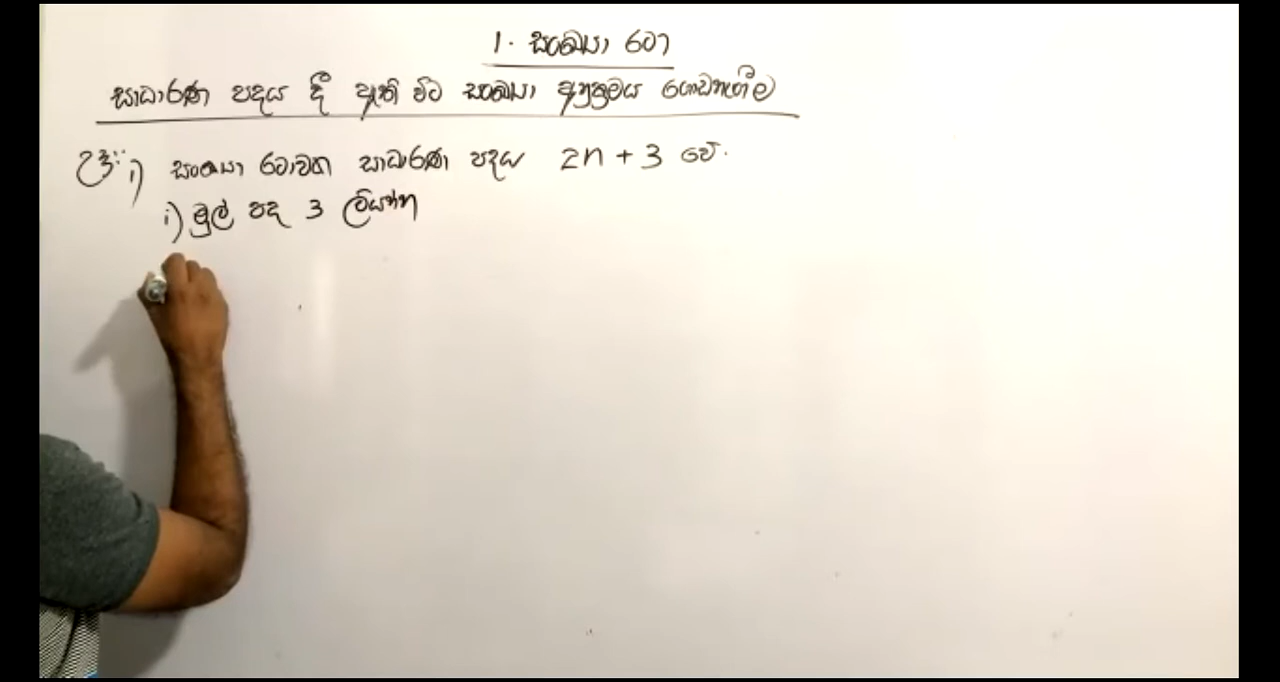 1. සංඛ්‍යා රටා
සාධාරණ පදය දී ඇති විට සංඛ්‍යා අනුක්‍රමය ගොඩනැගීම
උදා: i) සංඛ්‍යා රටාවක සාධාරණ පදය 2n + 3 වේ.
i) මුල් පද 3 ලියන්න